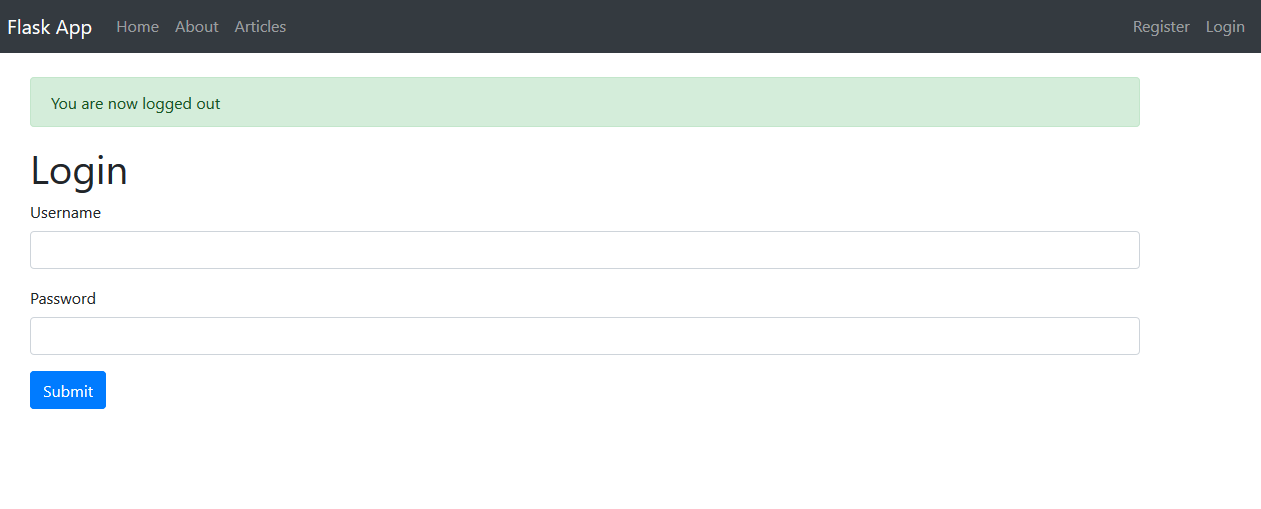 Flask App Home About Articles Register Login
You are now logged out
Login
Username
Password
Submit